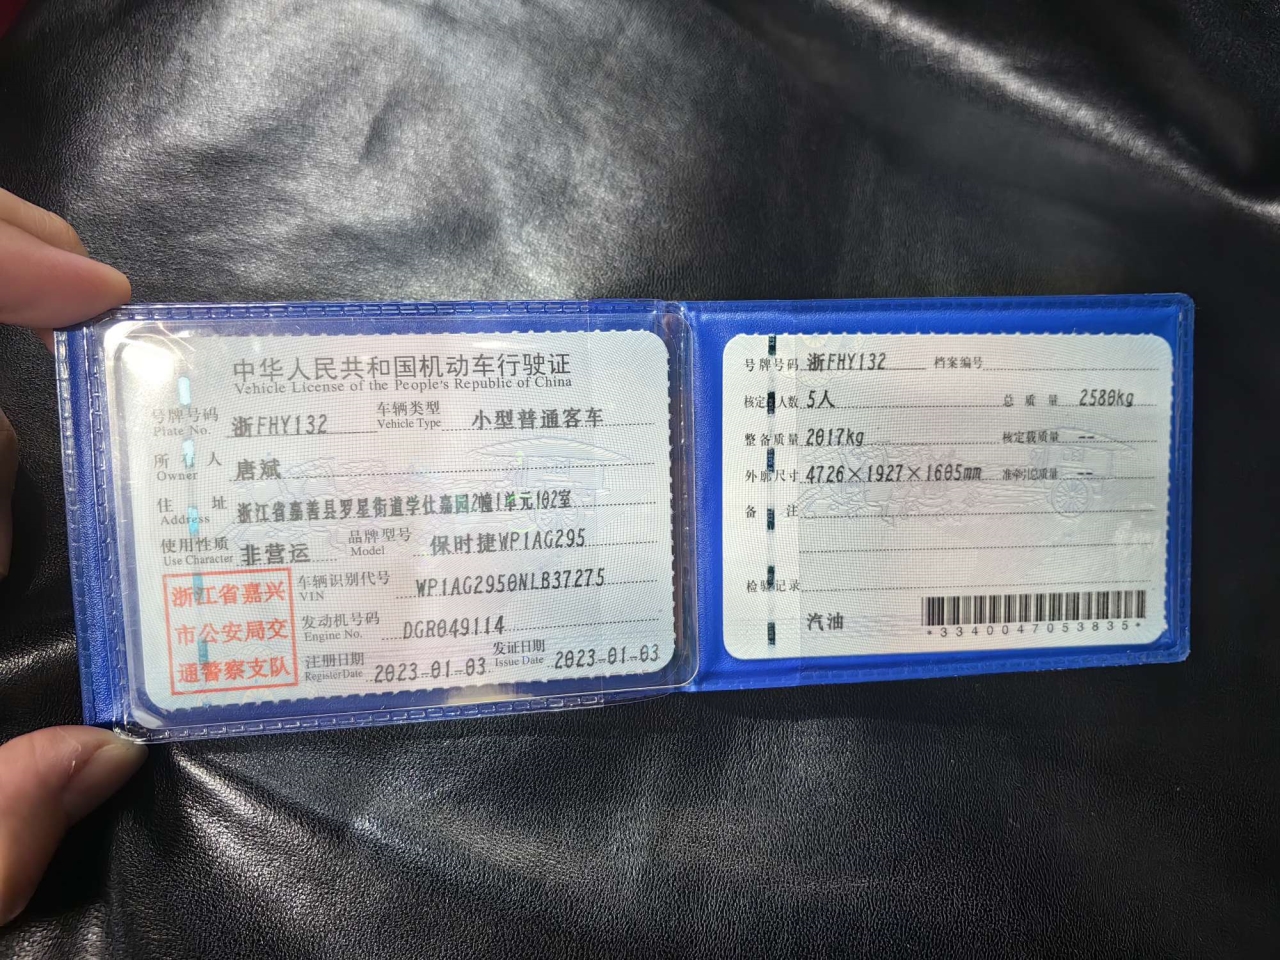 中华人民共和国机动车行驶证
Vehicle License of the People's Republic of China
号牌号码 浙FHY132 车辆类型 小型普通客车
Plate No. Vehicle Type
所有人 唐斌
Owner
住址 浙江省嘉善县罗星街道学仕嘉园2幢1单元102室
Address
使用性质 非营运 品牌型号 保时捷WP1AG295
Use Character Model
浙江省嘉兴
市公安局交
通警察支队
车辆识别代号 WP1AG2950NLB37275
VIN
发动机号码 DGR049114
Engine No.
注册日期 2023-01-03 发证日期 2023-01-03
Register Date Issue Date
号牌号码 浙FHY132 档案编号
核定人数 5人 总质量 2580kg
整备质量 2017kg 核定载质量 --
外廓尺寸 4726×1927×1605mm 准牵引总质量 --
备注
检验记录
汽油
*3340047053835*